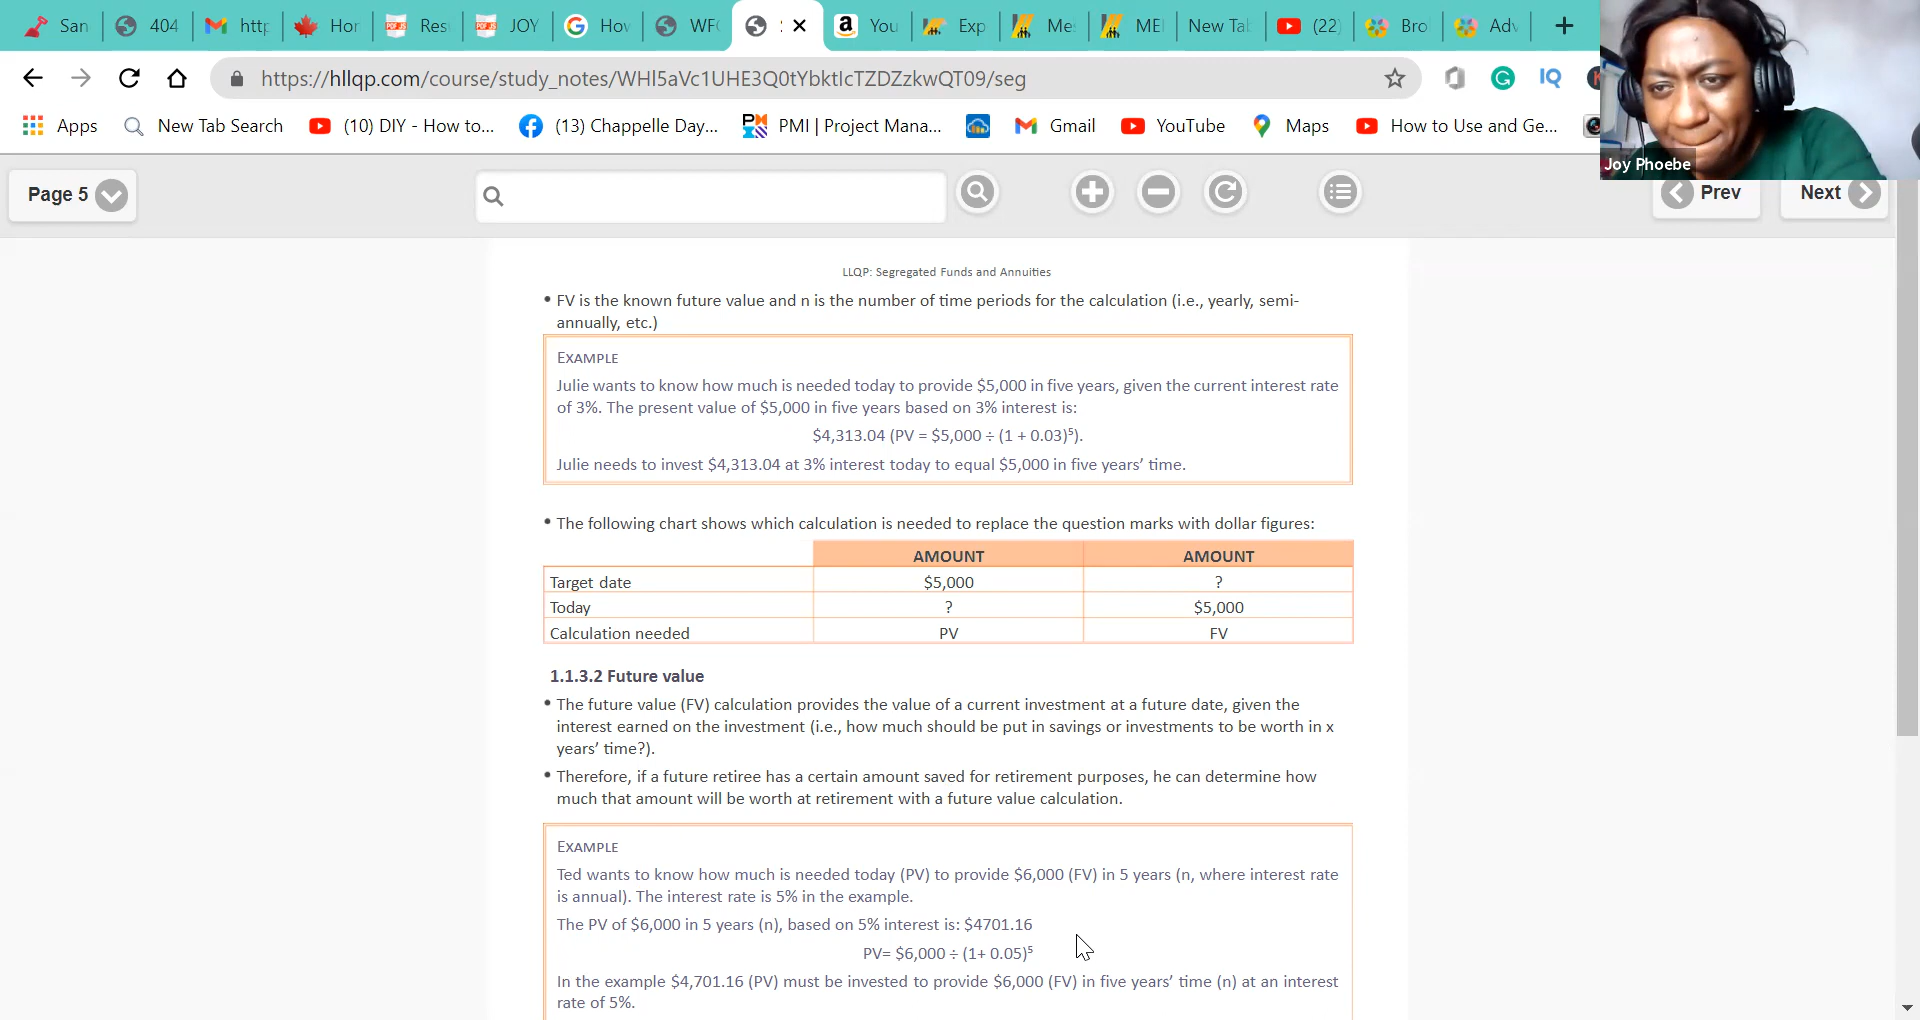 San
404
http
Hor
Res
JOY
Hov
WFC
You
Exp
Me
MEI
New Tab
(22)
Bro
Adv
https://hllqp.com/course/study_notes/WHl5aVc1UHE3Q0tYbktIcTZDZzkwQT09/seg
IQ
Apps
New Tab Search
(10) DIY - How to...
(13) Chappelle Day...
PMI | Project Mana...
Gmail
YouTube
Maps
How to Use and Ge...
Joy Phoebe
Page 5
Prev
Next
LLQP: Segregated Funds and Annuities
• FV is the known future value and n is the number of time periods for the calculation (i.e., yearly, semi-
annually, etc.)
EXAMPLE
Julie wants to know how much is needed today to provide $5,000 in five years, given the current interest rate
of 3%. The present value of $5,000 in five years based on 3% interest is:
$4,313.04 (PV = $5,000 ÷ (1 + 0.03)⁵).
Julie needs to invest $4,313.04 at 3% interest today to equal $5,000 in five years’ time.
• The following chart shows which calculation is needed to replace the question marks with dollar figures:
AMOUNT AMOUNT
Target date $5,000 ?
Today ? $5,000
Calculation needed PV FV
1.1.3.2 Future value
• The future value (FV) calculation provides the value of a current investment at a future date, given the
interest earned on the investment (i.e., how much should be put in savings or investments to be worth in x
years’ time?).
• Therefore, if a future retiree has a certain amount saved for retirement purposes, he can determine how
much that amount will be worth at retirement with a future value calculation.
EXAMPLE
Ted wants to know how much is needed today (PV) to provide $6,000 (FV) in 5 years (n, where interest rate
is annual). The interest rate is 5% in the example.
The PV of $6,000 in 5 years (n), based on 5% interest is: $4701.16
PV= $6,000 ÷ (1+ 0.05)⁵
In the example $4,701.16 (PV) must be invested to provide $6,000 (FV) in five years’ time (n) at an interest
rate of 5%.